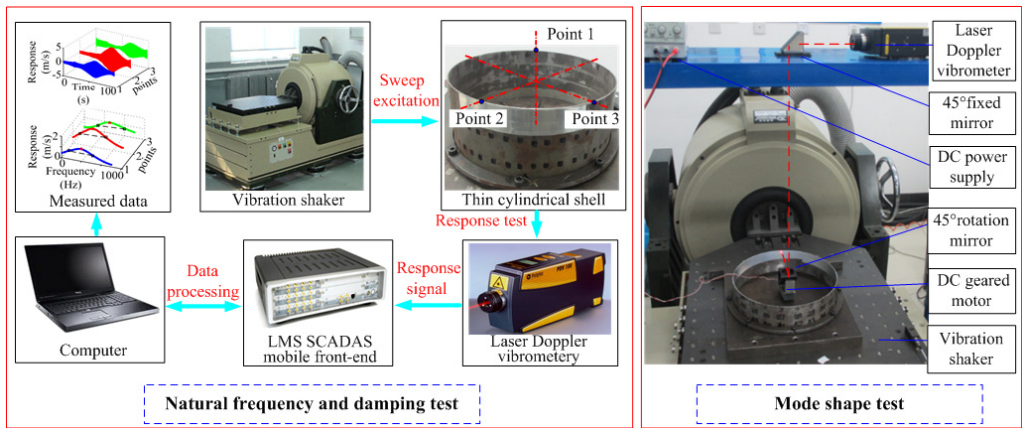 Response
(m/s)
5
0
-5
0
Time
(s)
100
1
2
3
points
Response
(m/s)
2
0
0
Frequency
(Hz)
1000
1
2
3
points
Measured data
Vibration shaker
Sweep
excitation
Point 1
Point 2
Point 3
Thin cylindrical shell
Response test
Computer
Data
processing
LMS SCADAS
mobile front-end
Response
signal
Laser Doppler
vibrometery
Natural frequency and damping test
Laser
Doppler
vibrometer
45°fixed
mirror
DC power
supply
45°rotation
mirror
DC geared
motor
Vibration
shaker
Mode shape test